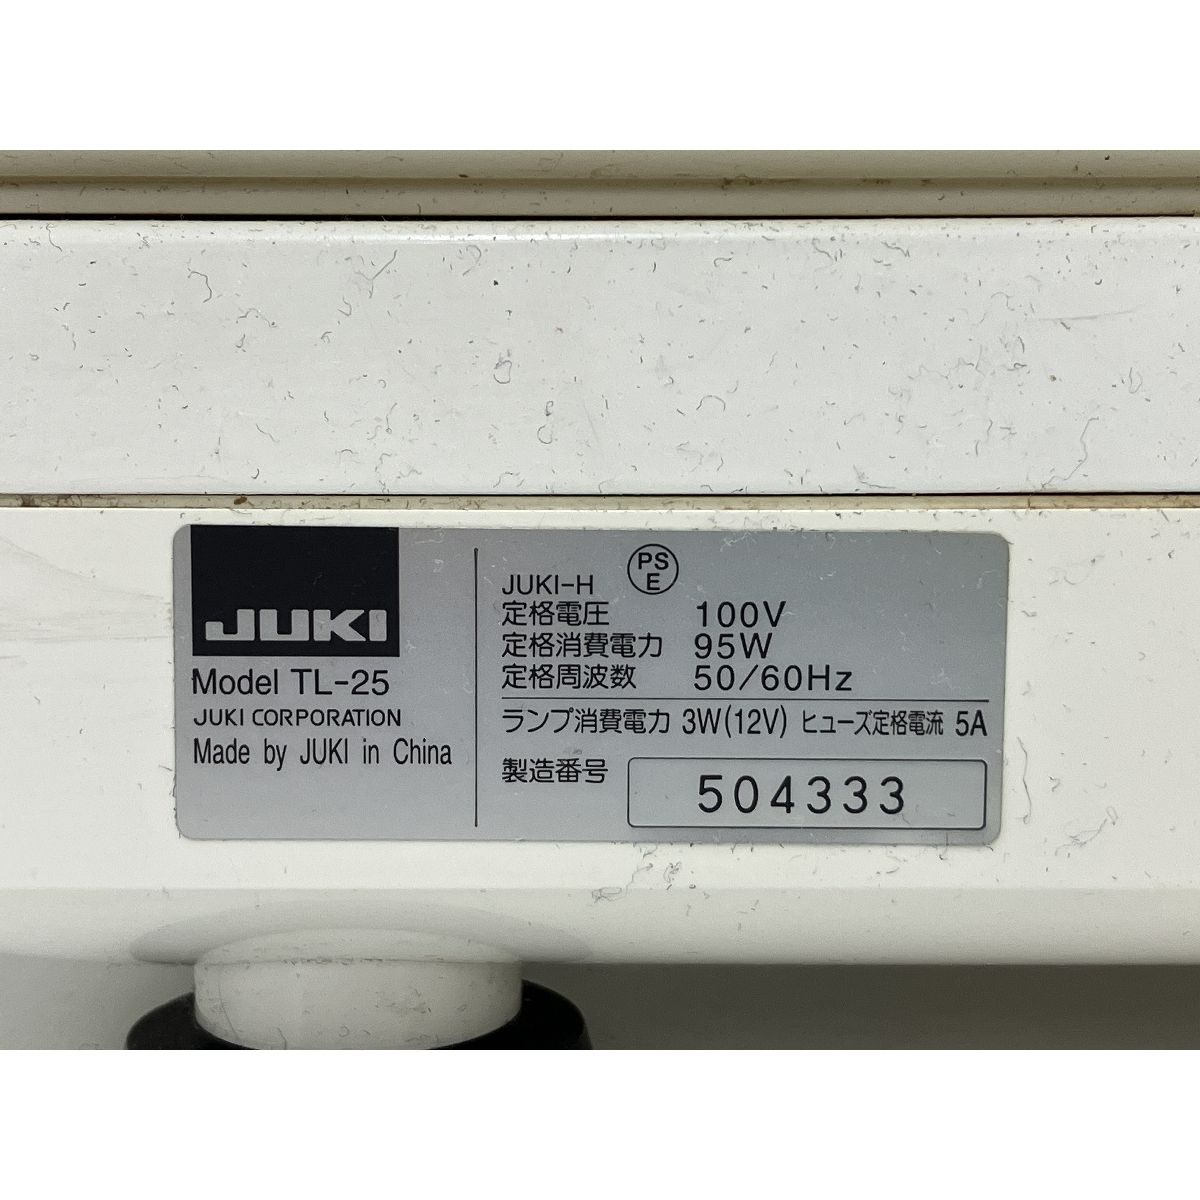 JUKI
Model TL-25
JUKI CORPORATION
Made by JUKI in China
JUKI-H
PS
E
定格電圧 100V
定格消費電力 95W
定格周波数 50/60Hz
ランプ消費電力 3W(12V) ヒューズ定格電流 5A
製造番号 504333